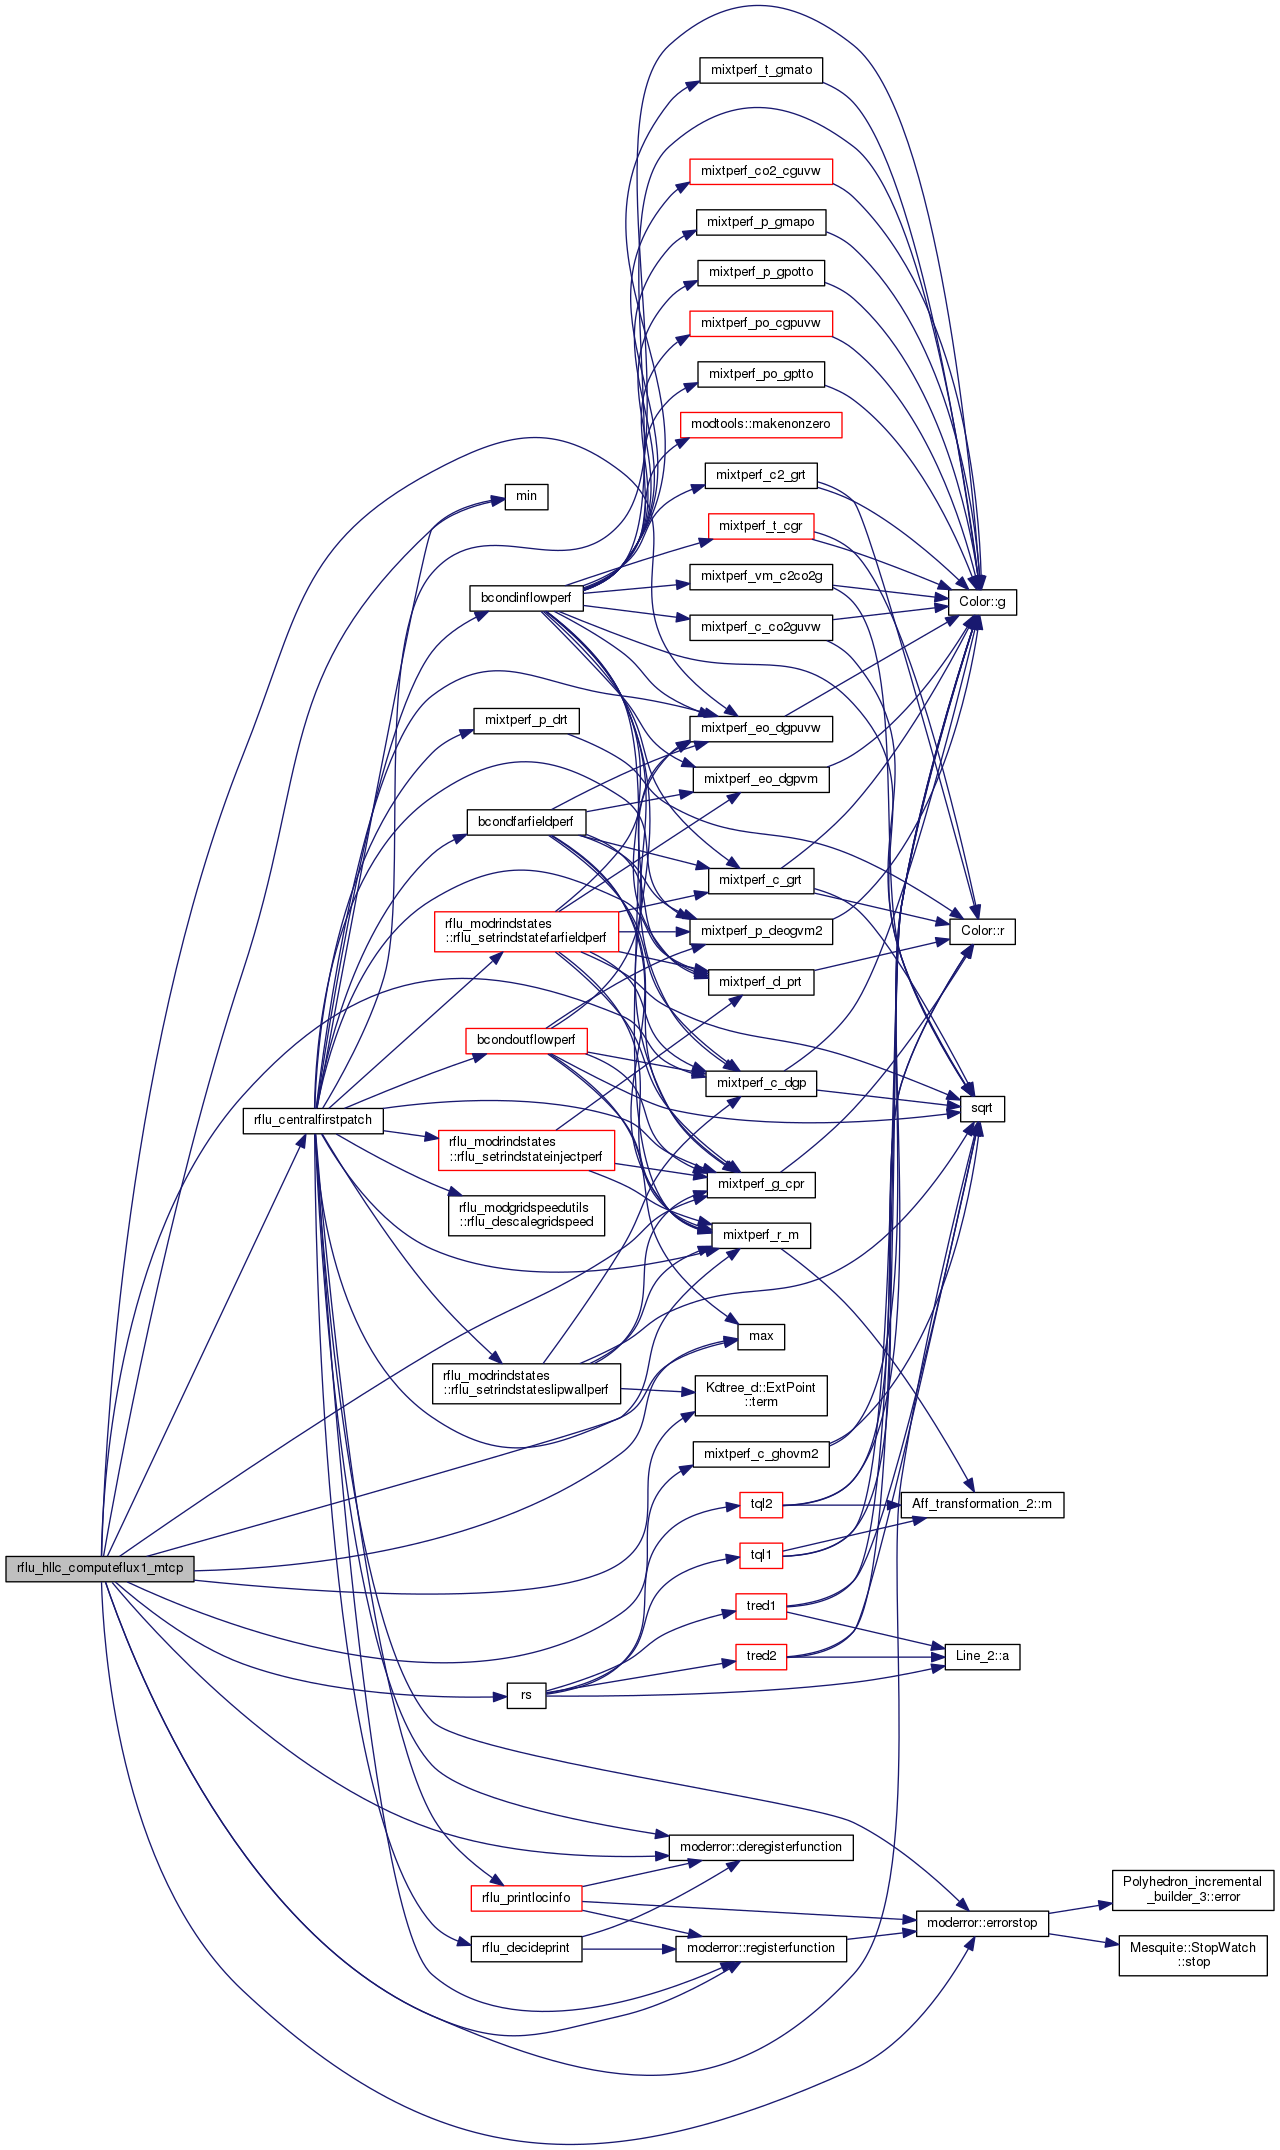 mixtperf_t_gmato
mixtperf_co2_cguvw
mixtperf_p_gmapo
mixtperf_p_gpotto
mixtperf_po_cgpuvw
mixtperf_po_gptto
modtools::makenonzero
mixtperf_c2_grt
min
mixtperf_t_cgr
mixtperf_vm_c2co2g
bcondinflowperf
Color::g
mixtperf_c_co2guvw
mixtperf_p_drt
mixtperf_eo_dgpuvw
mixtperf_eo_dgpvm
bcondfarfieldperf
mixtperf_c_grt
rflu_modrindstates
::rflu_setrindstatefarfieldperf
mixtperf_p_deogvm2
Color::r
mixtperf_d_prt
bcondoutflowperf
mixtperf_c_dgp
sqrt
rflu_centralfirstpatch
rflu_modrindstates
::rflu_setrindstateinjectperf
mixtperf_g_cpr
rflu_modgridspeedutils
::rflu_descalegridspeed
mixtperf_r_m
max
rflu_modrindstates
::rflu_setrindstateslipwallperf
Kdtree_d::ExtPoint
::term
mixtperf_c_ghovm2
tql2
Aff_transformation_2::m
rflu_hllc_computeflux1_mtcp
tql1
tred1
tred2
Line_2::a
rs
moderror::deregisterfunction
rflu_printlocinfo
Polyhedron_incremental
_builder_3::error
moderror::errorstop
rflu_decideprint
moderror::registerfunction
Mesquite::StopWatch
::stop